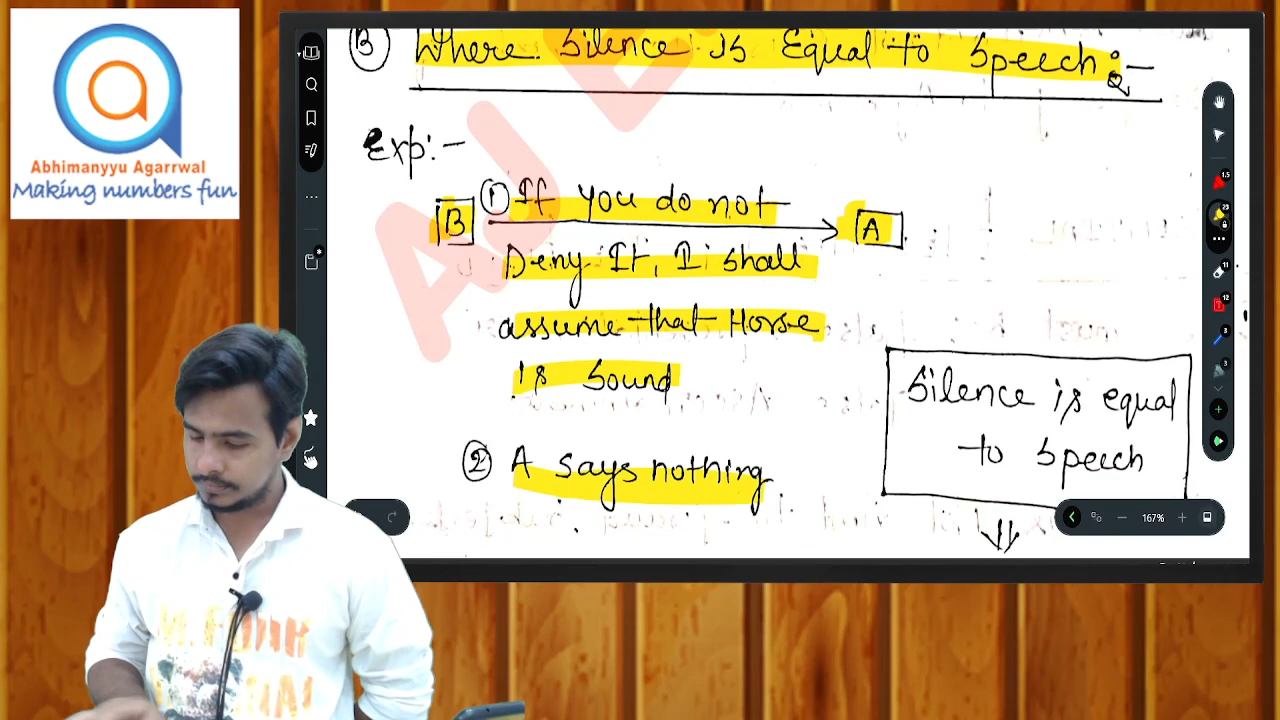 Abhimanyyu Agarrwal
Making numbers fun
③ Where Silence is Equal to Speech :-
Exp:-
B ① If you do not A
Deny It, I shall
assume that Horse
is Sound
② A says nothing
Silence is equal
to Speech
167%